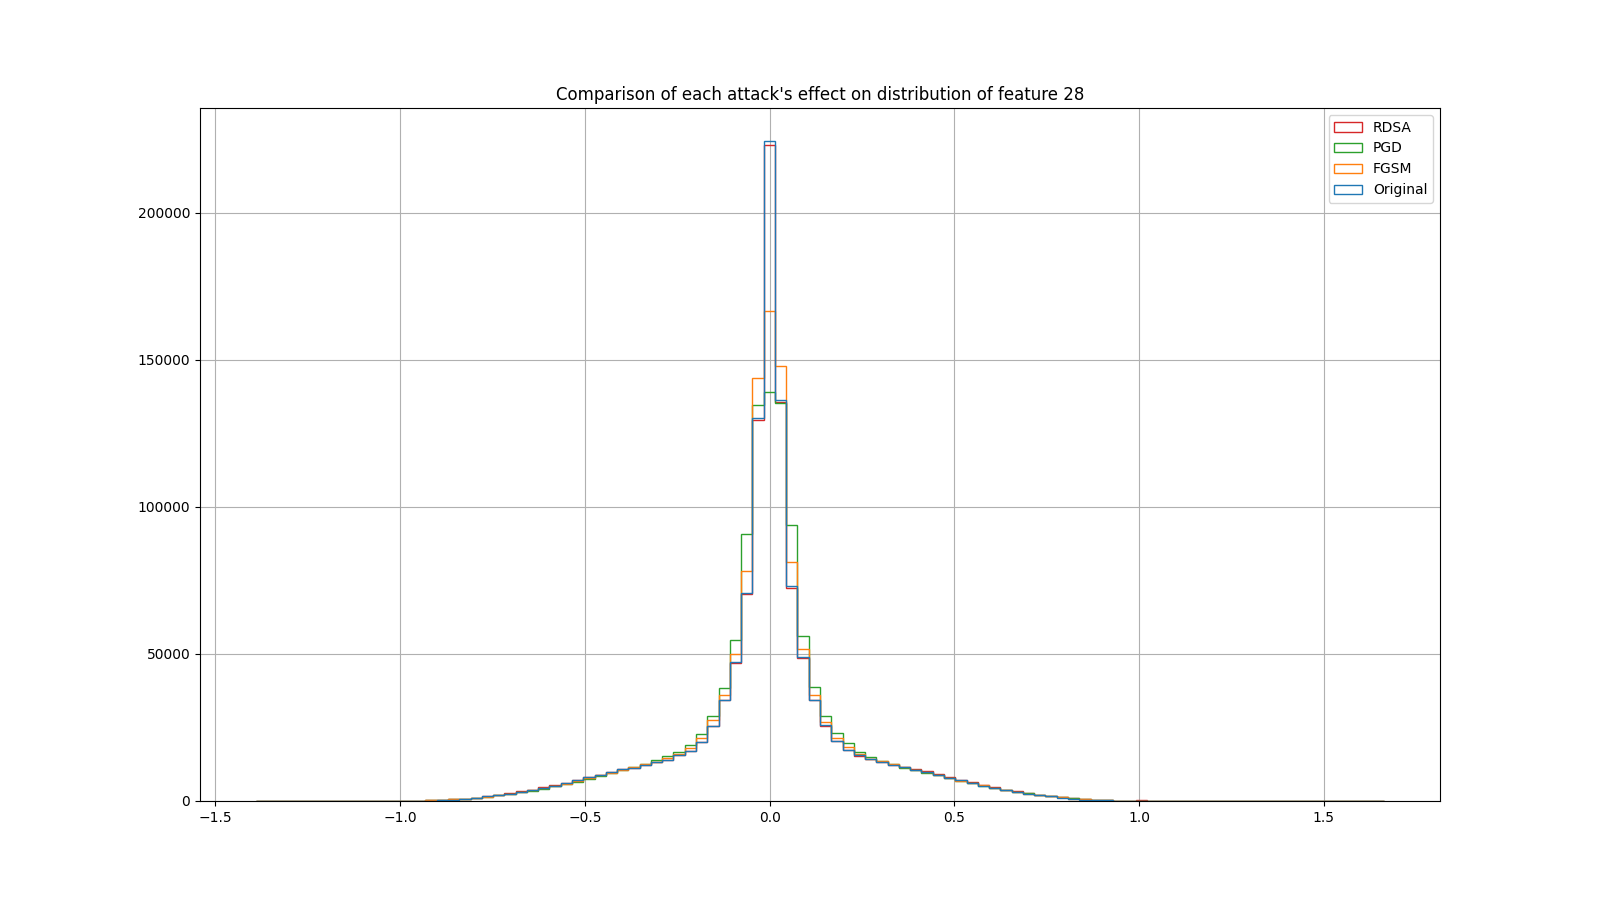 Comparison of each attack's effect on distribution of feature 28
RDSA
PGD
FGSM
Original
200000
150000
100000
50000
0
−1.5
−1.0
−0.5
0.0
0.5
1.0
1.5